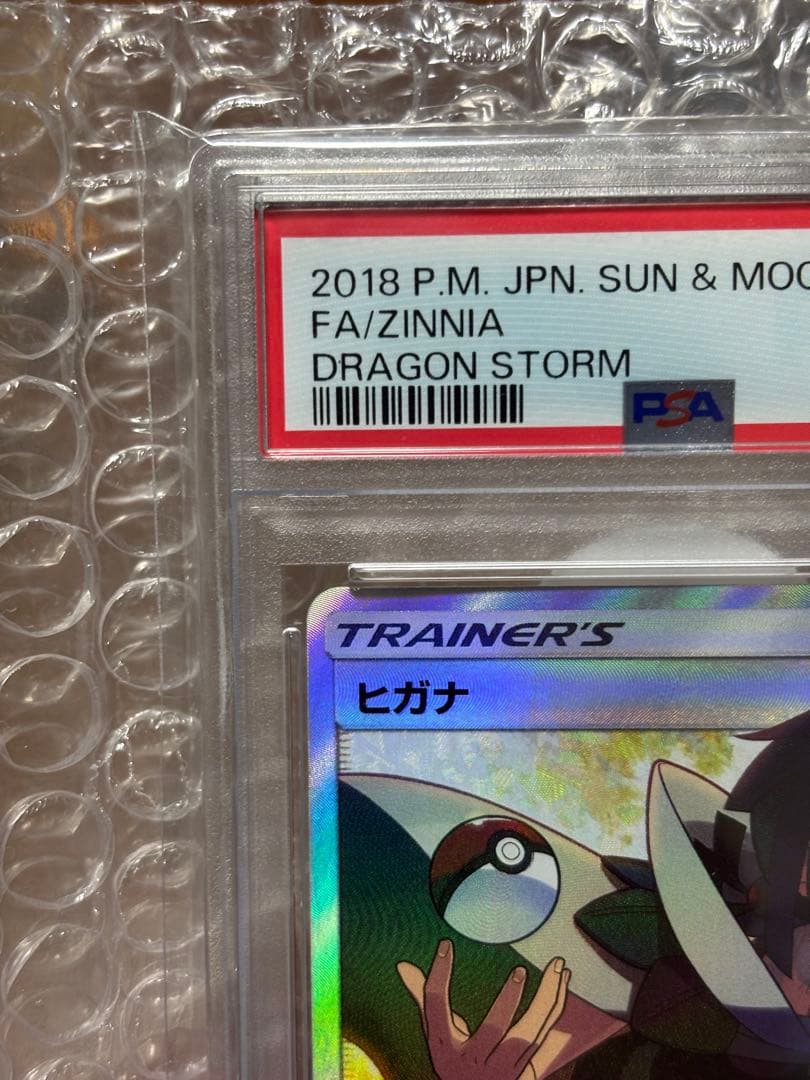 2018 P.M. JPN. SUN & MOO
FA/ZINNIA
DRAGON STORM
PSA
TRAINER'S
ヒガナ